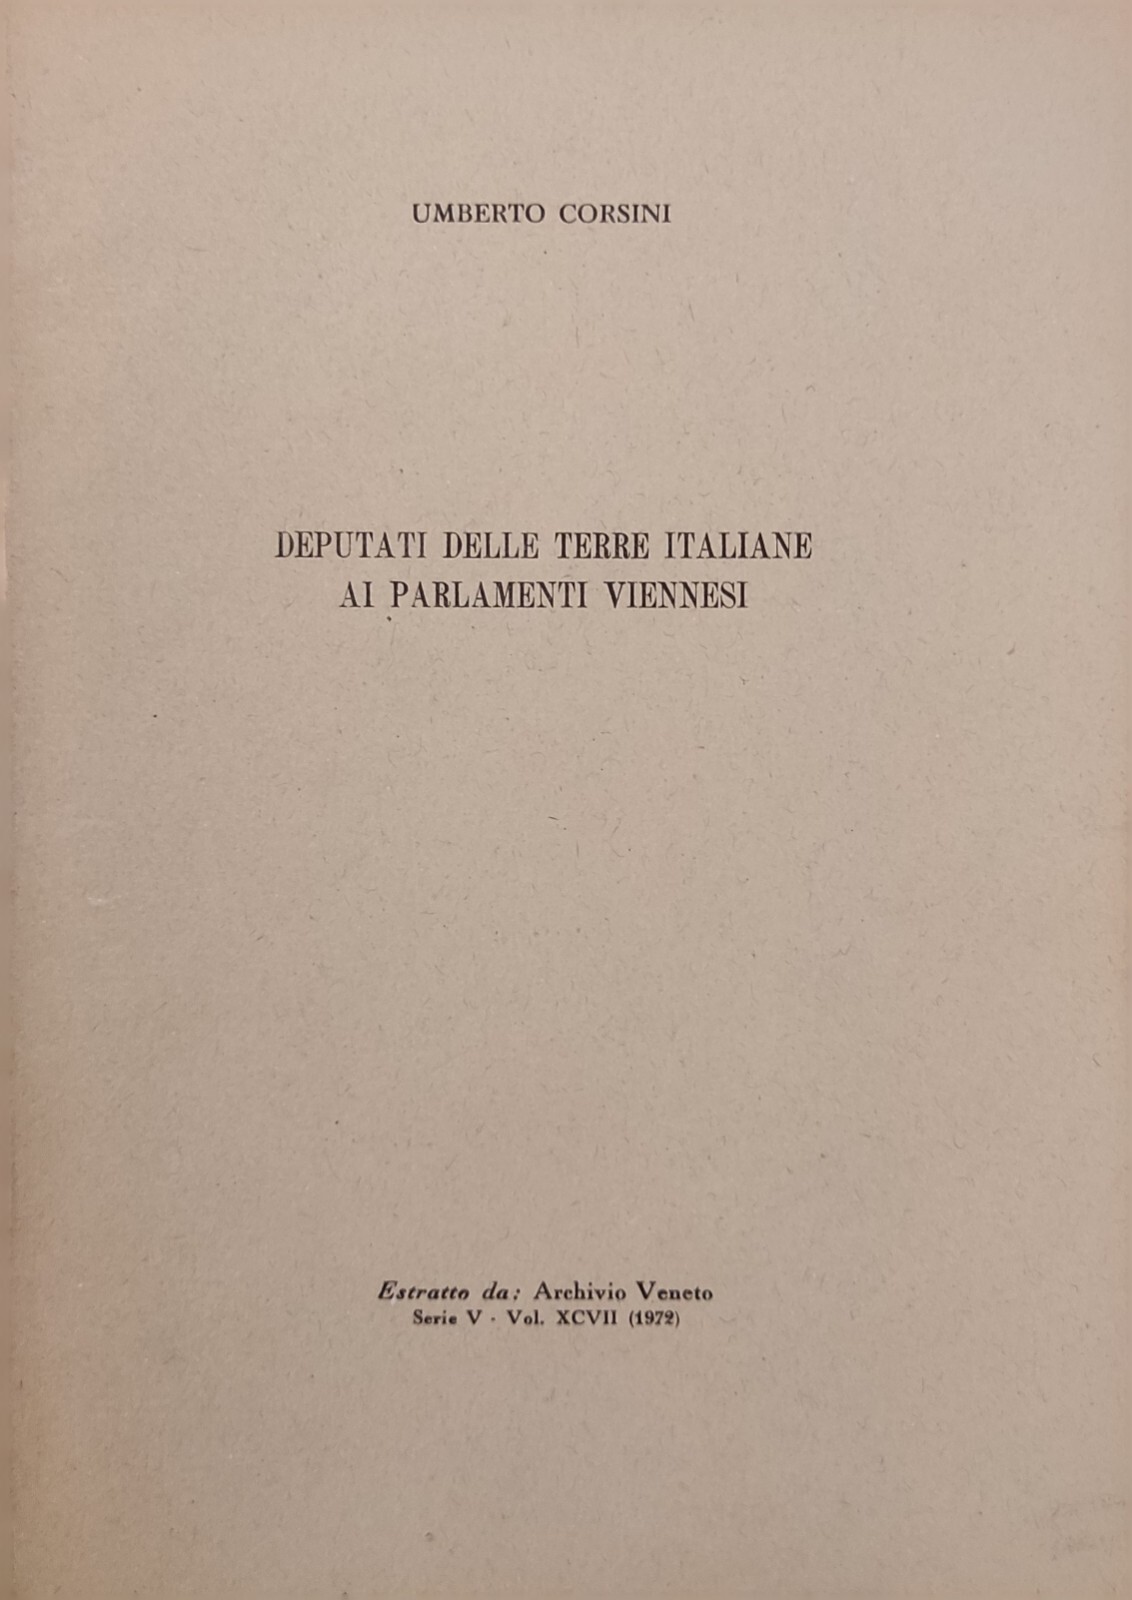 UMBERTO CORSINI
DEPUTATI DELLE TERRE ITALIANE
AI PARLAMENTI VIENNESI
Estratto da: Archivio Veneto
Serie V - Vol. XCVII (1972)